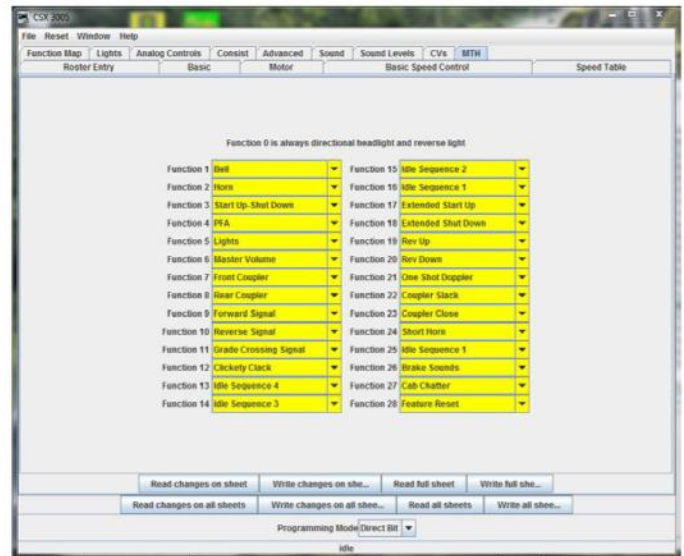 CSX 3005
File Reset Window Help
Function Map Lights Analog Controls Consist Advanced Sound Sound Levels CVs MTH
Roster Entry Basic Motor Basic Speed Control Speed Table
Function 0 is always directional headlight and reverse light
Function 1 Bell Function 15 Idle Sequence 2
Function 2 Horn Function 16 Idle Sequence 1
Function 3 Start Up-Shut Down Function 17 Extended Start Up
Function 4 PFA Function 18 Extended Shut Down
Function 5 Lights Function 19 Rev Up
Function 6 Master Volume Function 20 Rev Down
Function 7 Front Coupler Function 21 One Shot Doppler
Function 8 Rear Coupler Function 22 Coupler Slack
Function 9 Forward Signal Function 23 Coupler Close
Function 10 Reverse Signal Function 24 Short Horn
Function 11 Grade Crossing Signal Function 25 Idle Sequence 1
Function 12 Clickety Clack Function 26 Brake Sounds
Function 13 Idle Sequence 4 Function 27 Cab Chatter
Function 14 Idle Sequence 3 Function 28 Feature Reset
Read changes on sheet Write changes on she... Read full sheet Write full she...
Read changes on all sheets Write changes on all shee... Read all sheets Write all shee...
Programming Mode Direct Bit
idle